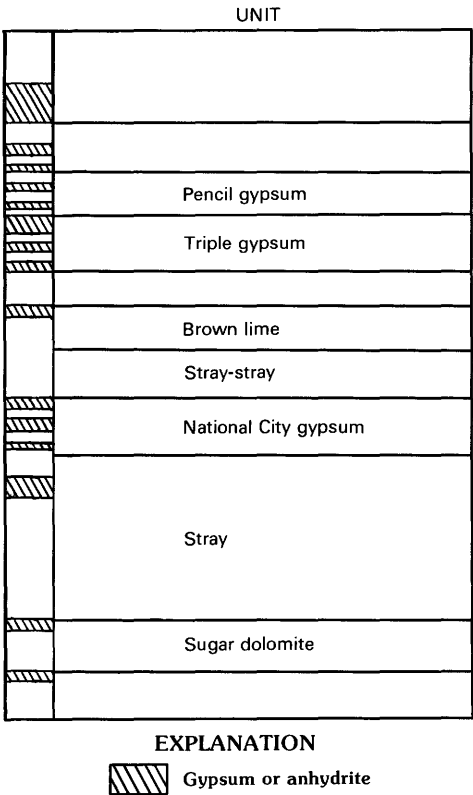 UNIT
Pencil gypsum
Triple gypsum
Brown lime
Stray-stray
National City gypsum
Stray
Sugar dolomite
EXPLANATION
Gypsum or anhydrite